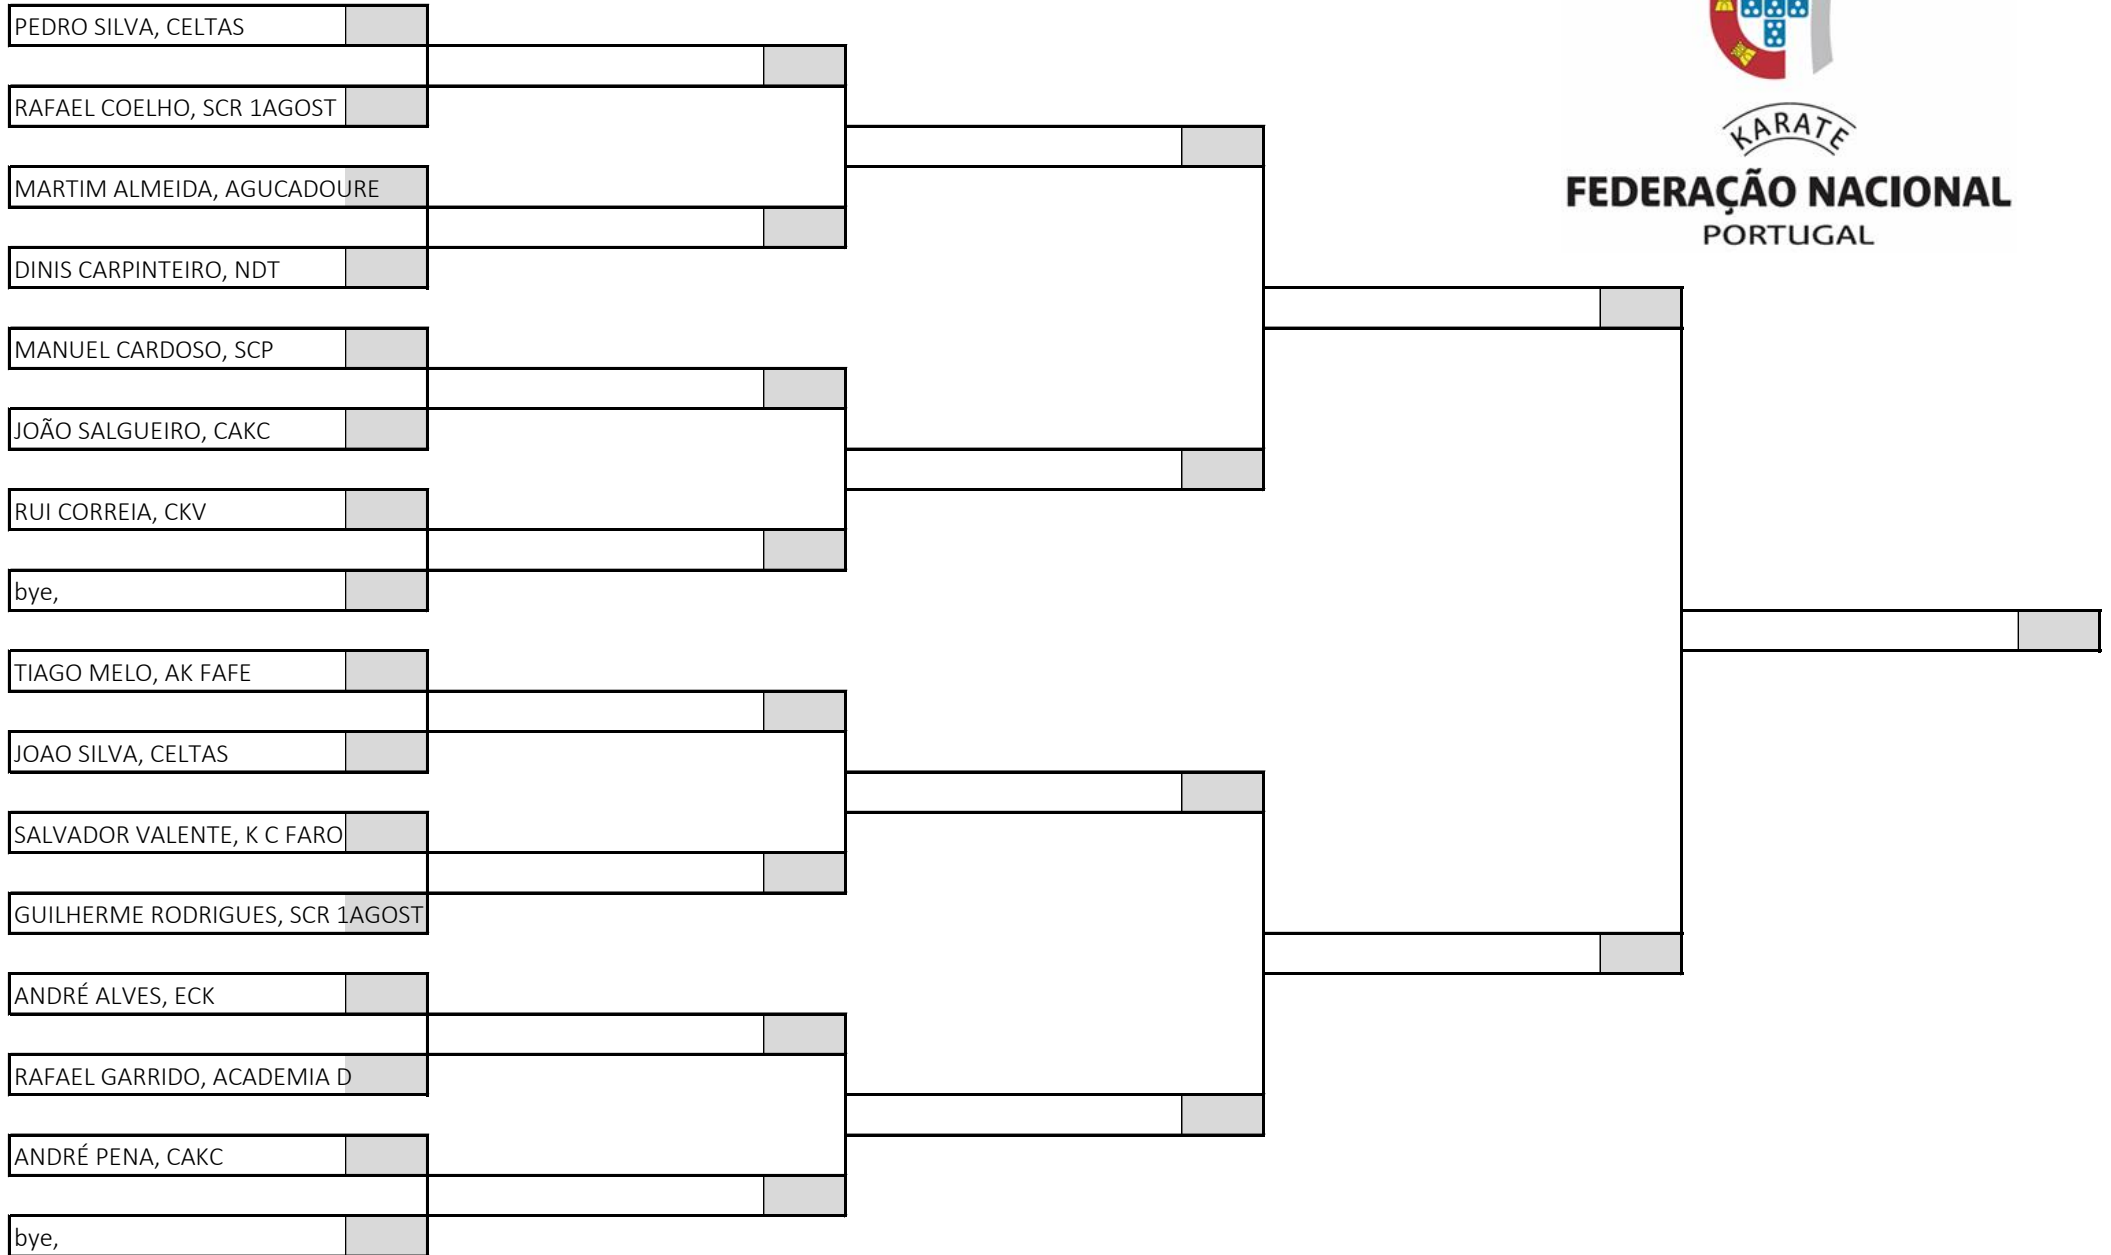 PEDRO SILVA, CELTAS
RAFAEL COELHO, SCR 1AGOST
MARTIM ALMEIDA, AGUCADOURE
DINIS CARPINTEIRO, NDT
MANUEL CARDOSO, SCP
JOÃO SALGUEIRO, CAKC
RUI CORREIA, CKV
bye,
TIAGO MELO, AK FAFE
JOAO SILVA, CELTAS
SALVADOR VALENTE, K C FARO
GUILHERME RODRIGUES, SCR 1AGOST
ANDRÉ ALVES, ECK
RAFAEL GARRIDO, ACADEMIA D
ANDRÉ PENA, CAKC
bye,
KARATE
FEDERAÇÃO NACIONAL
PORTUGAL